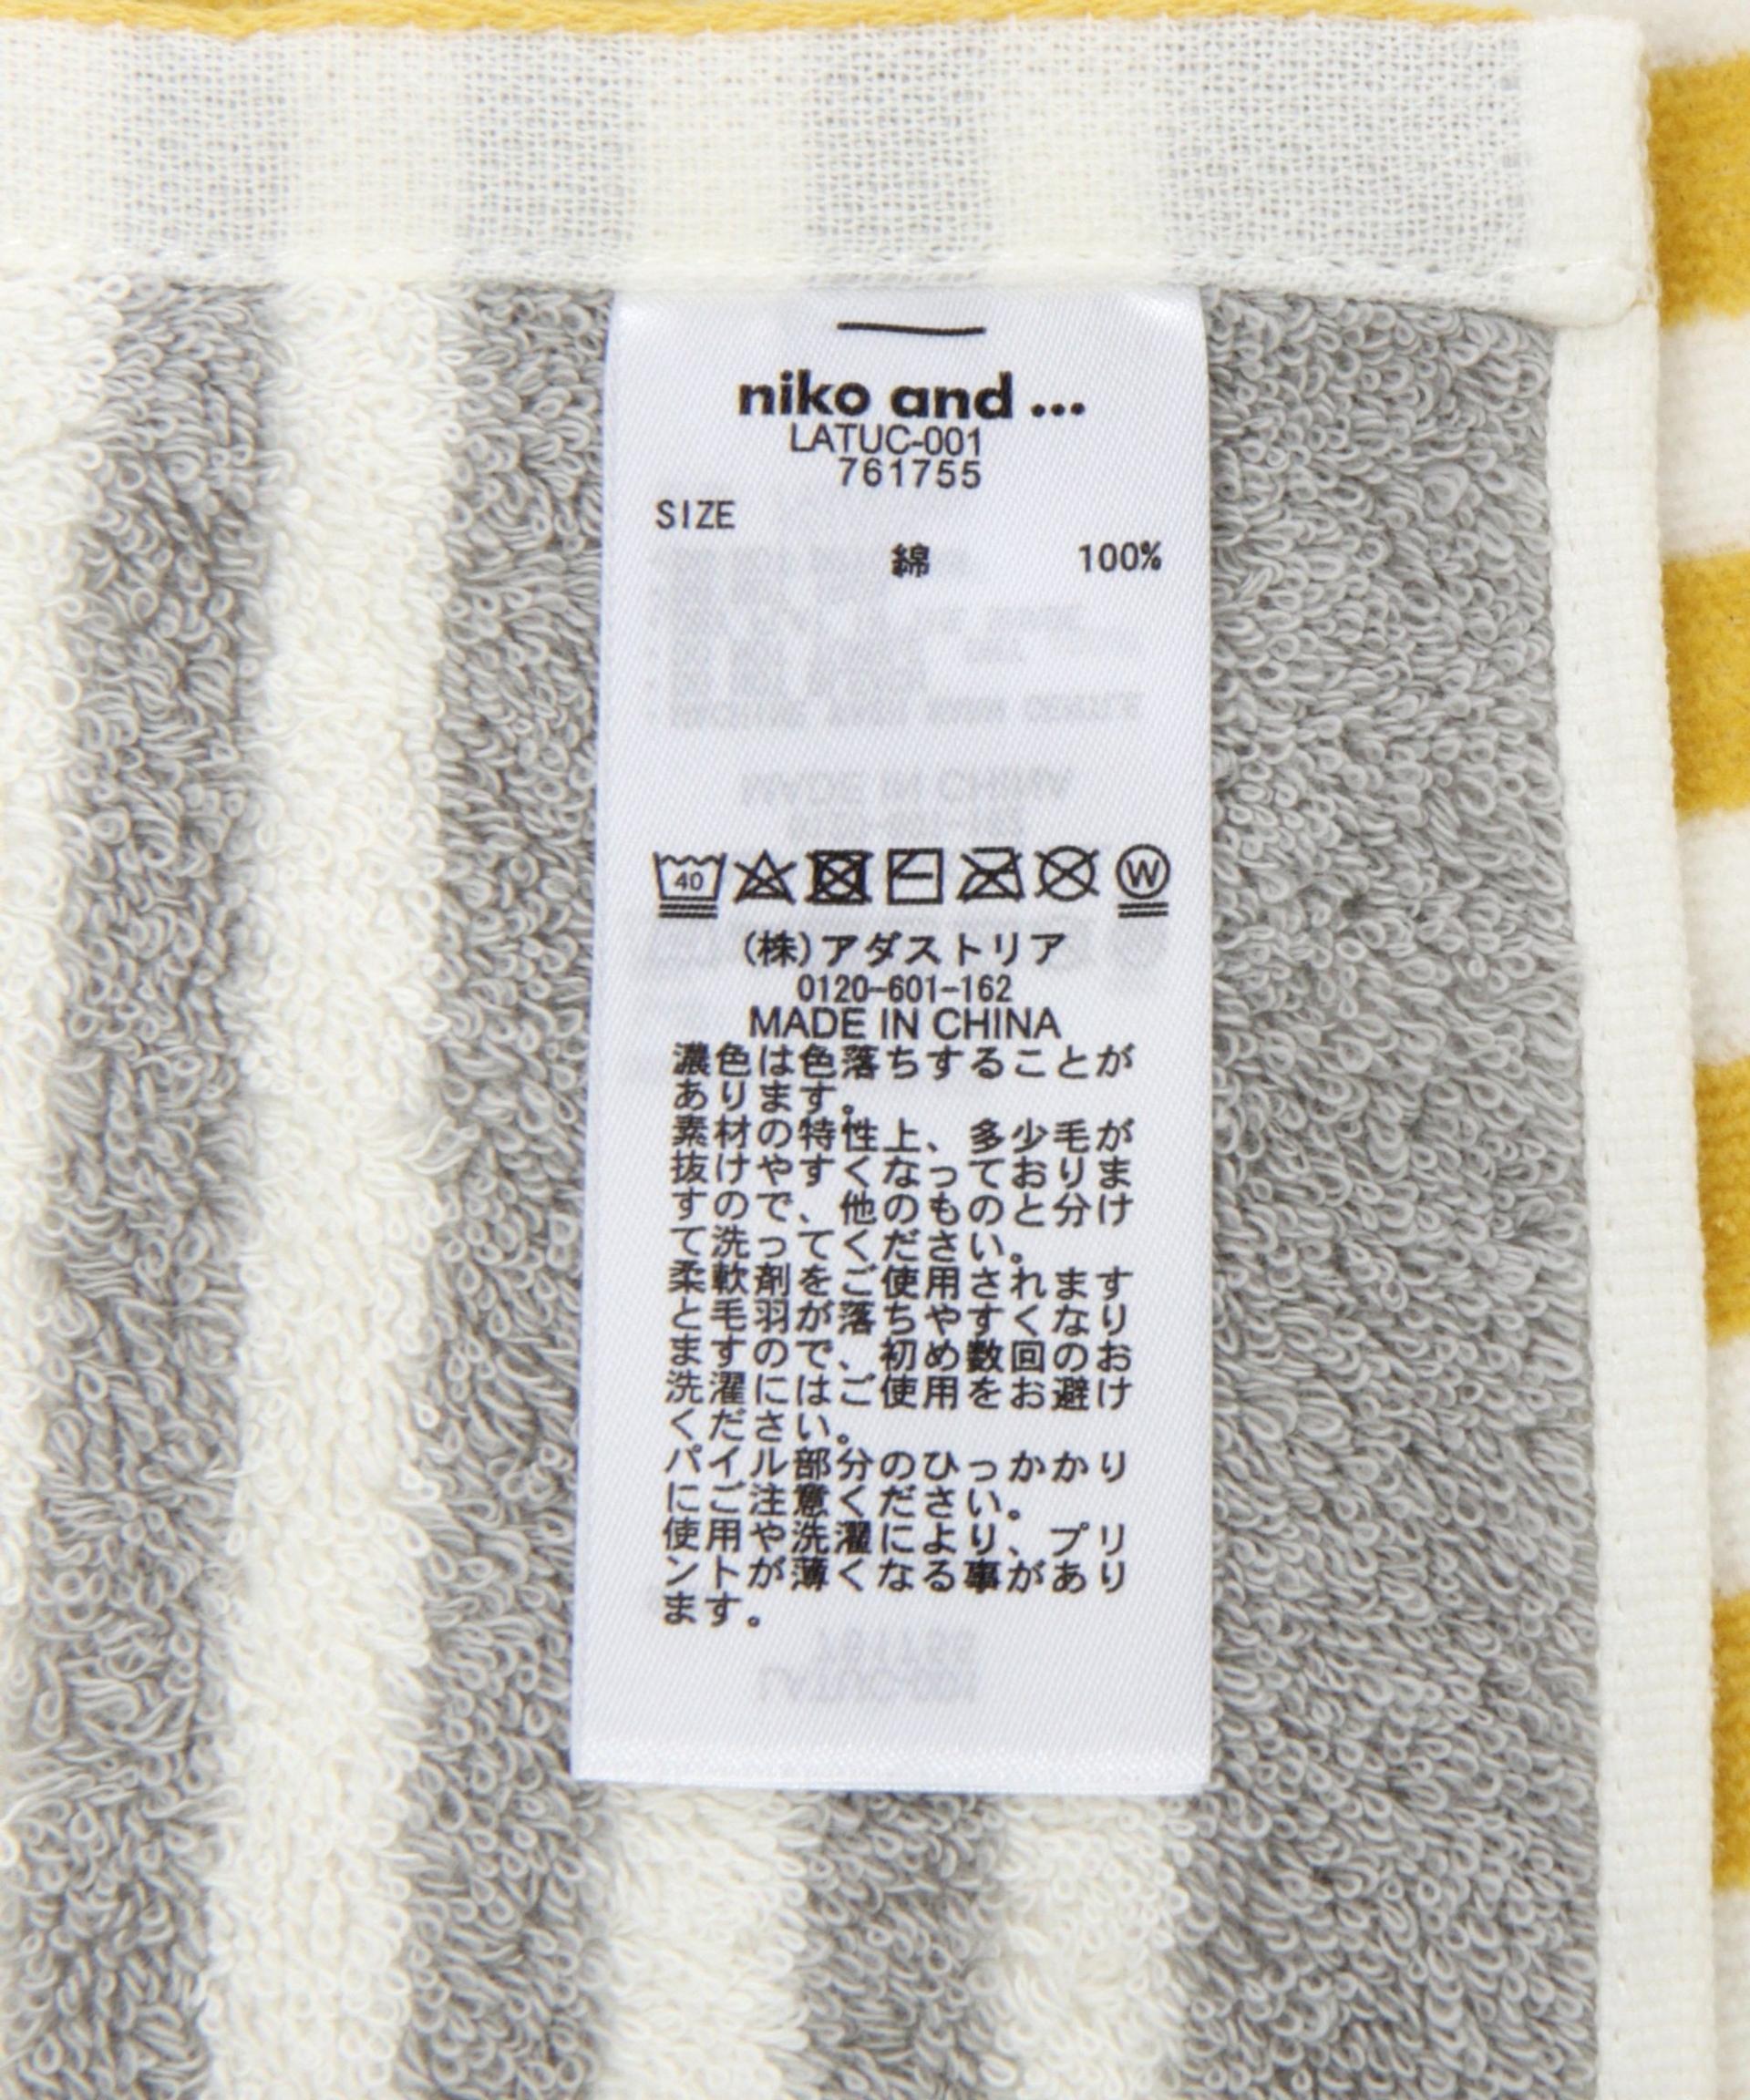 niko and ...
LATUC-001
761755
SIZE
綿 100%
40
W
(株)アダストリア
0120-601-162
MADE IN CHINA
濃色は色落ちすることが
あります。
素材の特性上、多少毛が
抜けやすくなっておりま
すので、他のものと分け
て洗ってください。
柔軟剤をご使用されます
と毛羽が落ちやすくなり
ますので、初め数回のお
洗濯にはご使用をお避け
ください。
パイル部分のひっかかり
にご注意ください。
使用や洗濯により、プリ
ントが薄くなる事があり
ます。